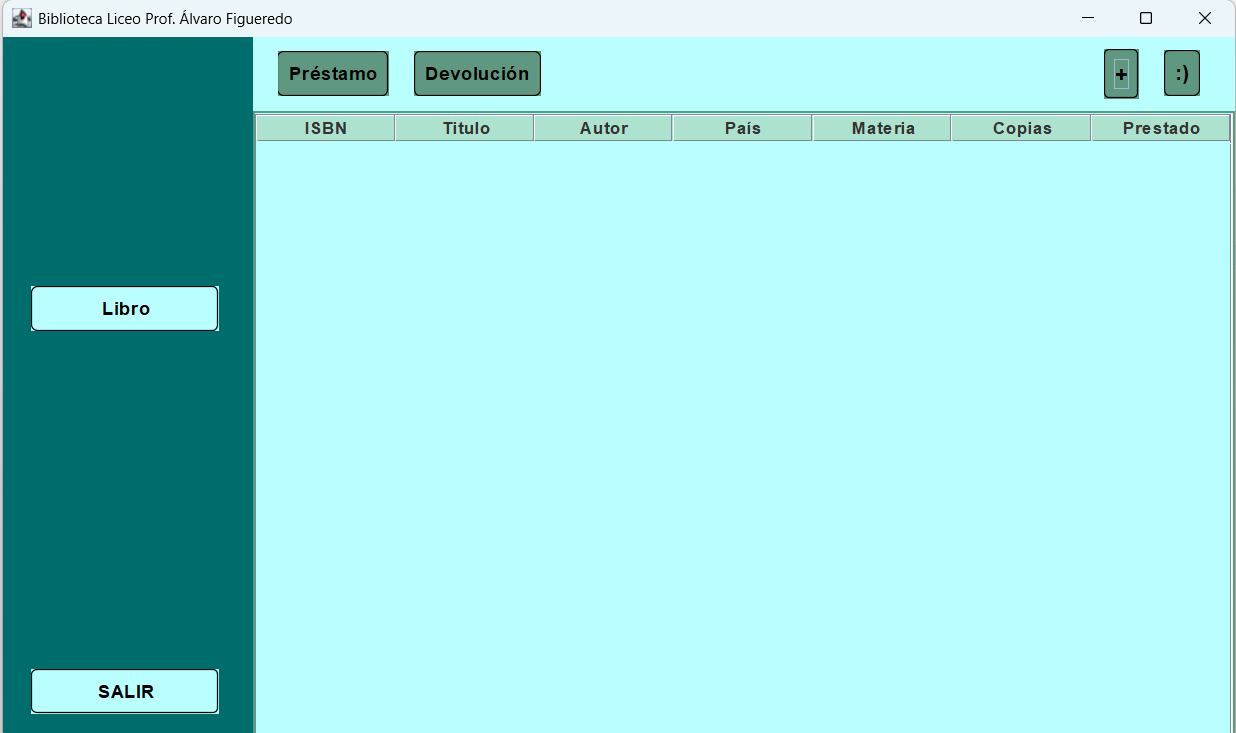 Biblioteca Liceo Prof. Álvaro Figueredo
Préstamo Devolución + :)
ISBN Titulo Autor País Materia Copias Prestado
Libro
SALIR